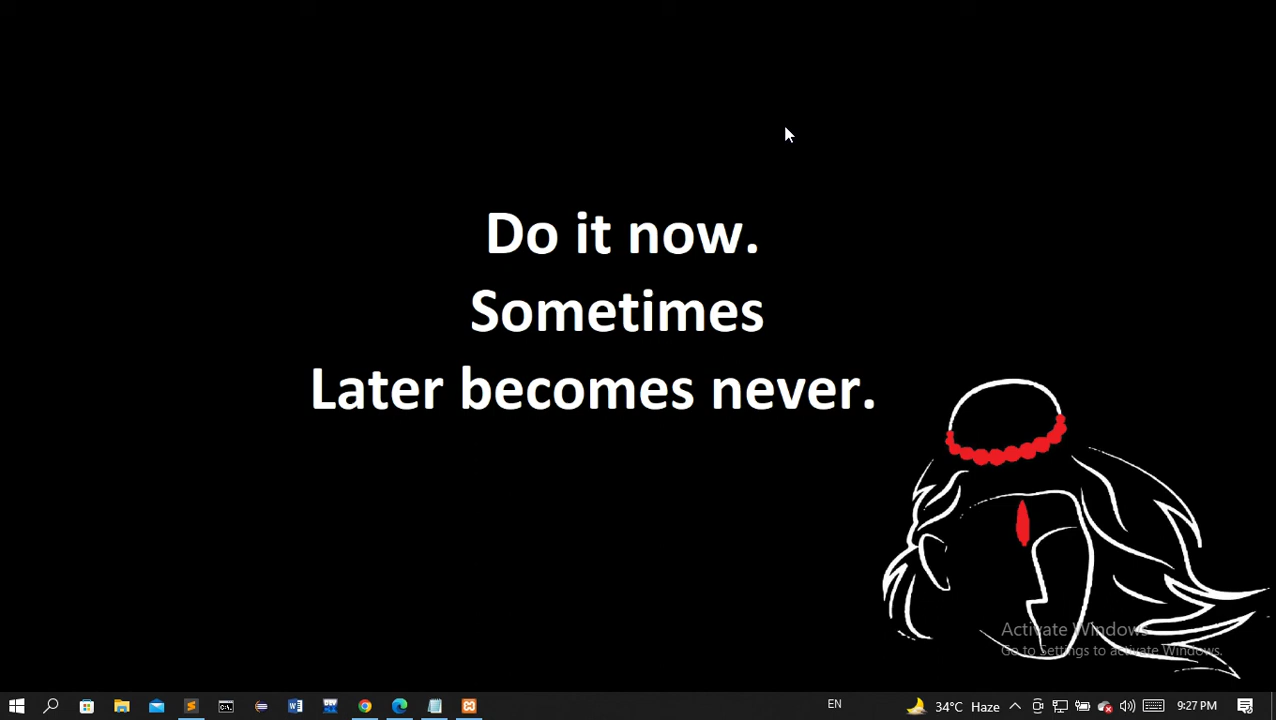 Do it now.
Sometimes
Later becomes never.
Activate Windows
Go to Settings to activate Windows.
EN
34°C Haze
9:27 PM